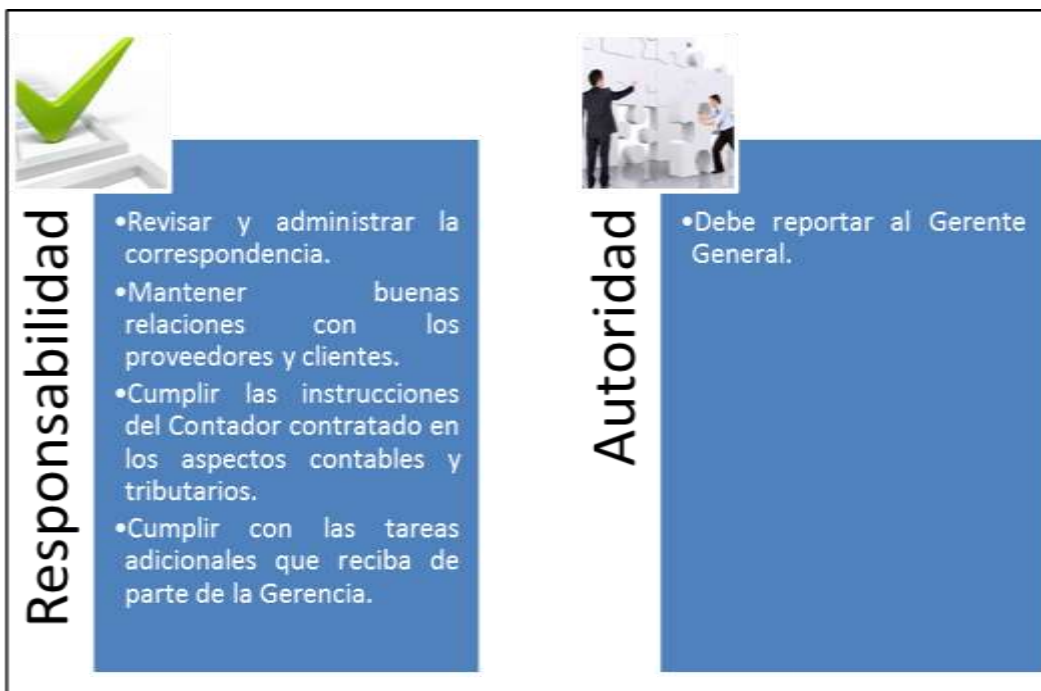 Responsabilidad
•Revisar y administrar la
correspondencia.
•Mantener buenas
relaciones con los
proveedores y clientes.
•Cumplir las instrucciones
del Contador contratado en
los aspectos contables y
tributarios.
•Cumplir con las tareas
adicionales que reciba de
parte de la Gerencia.
Autoridad
•Debe reportar al Gerente
General.